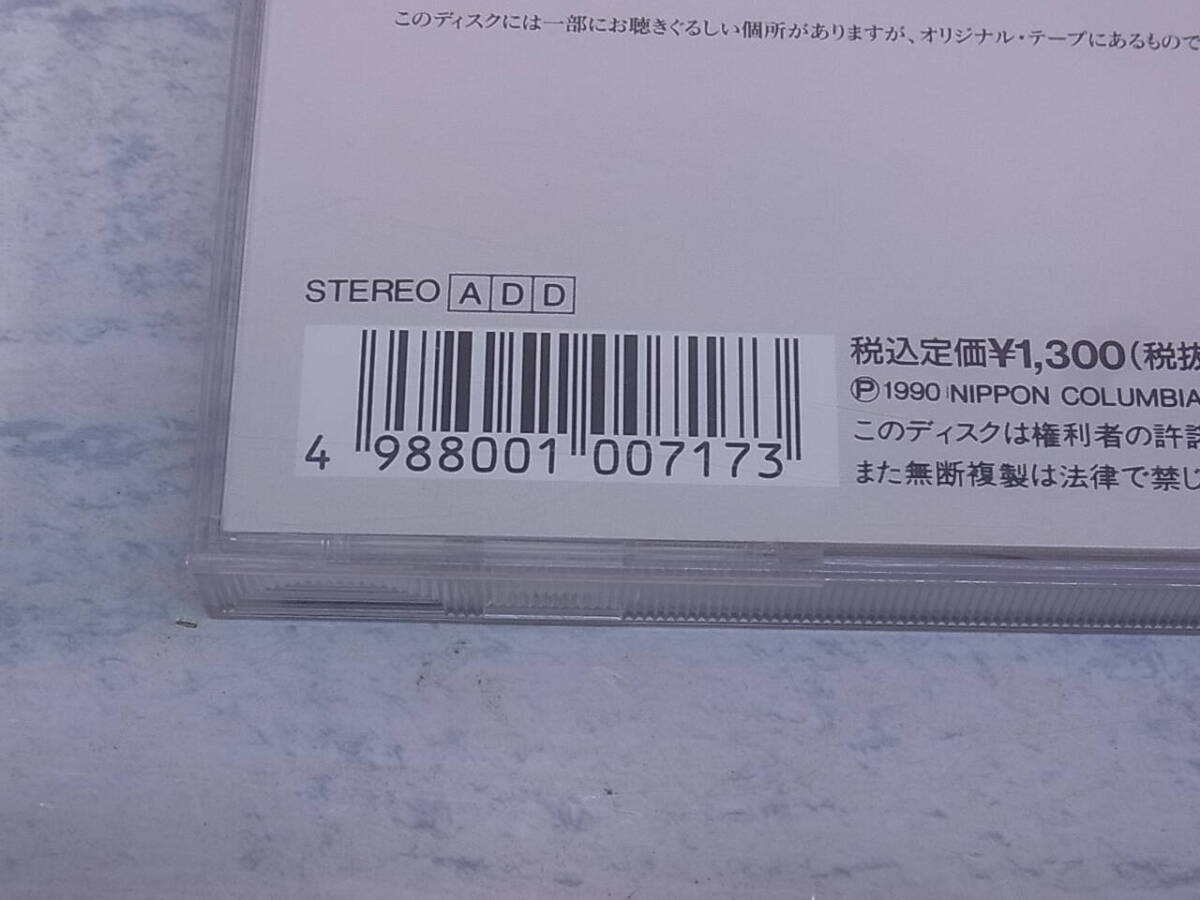 このディスクには一部にお聴きぐるしい個所がありますが、オリジナル・テープにあるもので
STEREO ADD
税込定価¥1,300(税抜
Ⓟ1990 NIPPON COLUMBIA
このディスクは権利者の許諾
また無断複製は法律で禁じ
4 988001 007173